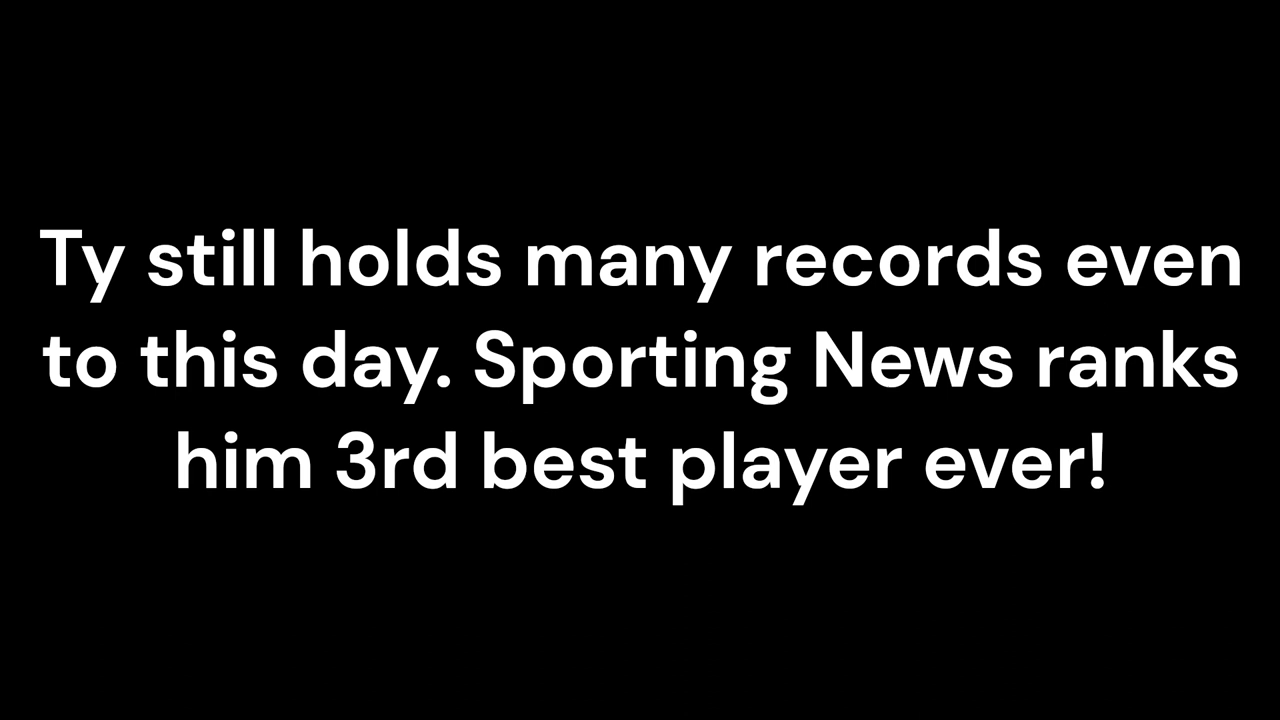 Ty still holds many records even
to this day. Sporting News ranks
him 3rd best player ever!